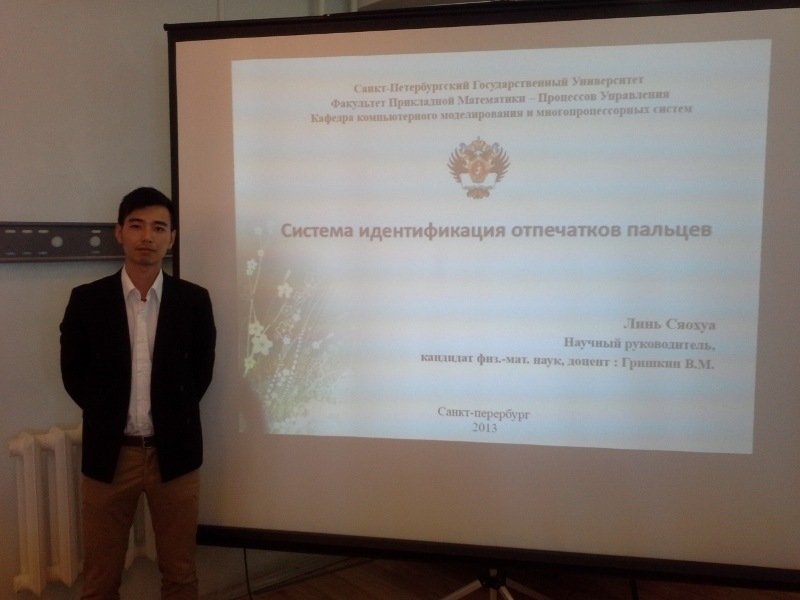 Санкт-Петербургский Государственный Университет
Факультет Прикладной Математики – Процессов Управления
Кафедра компьютерного моделирования и многопроцессорных систем
Система идентификация отпечатков пальцев
Линь Сяохуа
Научный руководитель,
кандидат физ.-мат. наук, доцент : Гришкин В.М.
Санкт-перербург
2013